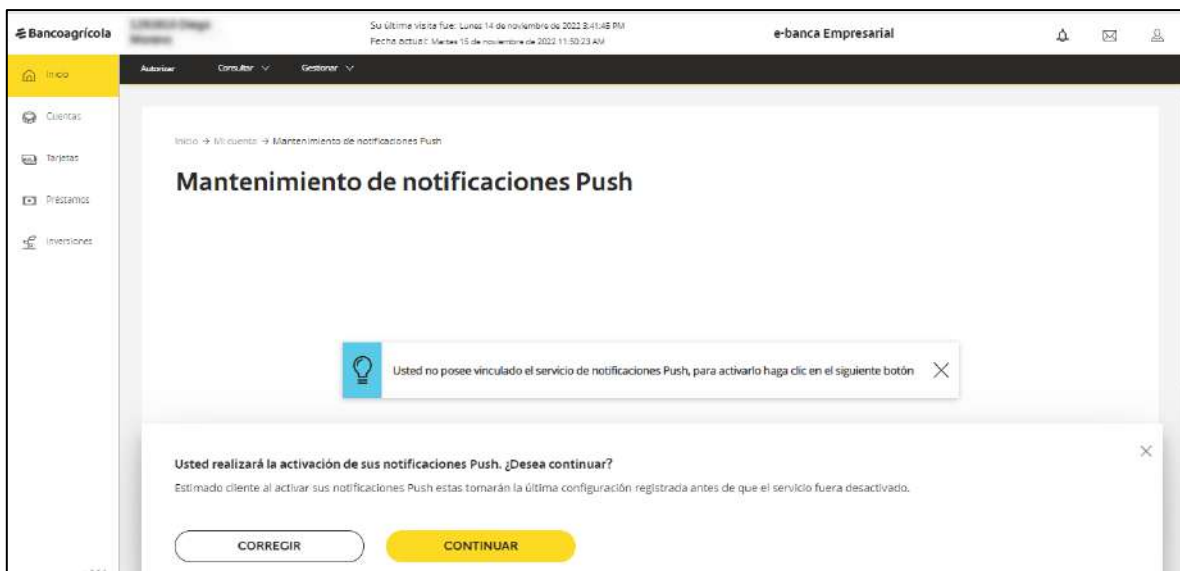 Bancoagrícola
Su última visita fue: Lunes 14 de noviembre de 2022 3:41:45 PM
Fecha actual: Martes 15 de noviembre de 2022 11:50:23 AM
e-banca Empresarial
Inicio
Autorizar Consultar Gestionar
Cuentas
Tarjetas
Préstamos
Inversiones
Inicio → Mi cuenta → Mantenimiento de notificaciones Push
Mantenimiento de notificaciones Push
Usted no posee vinculado el servicio de notificaciones Push, para activarlo haga clic en el siguiente botón
Usted realizará la activación de sus notificaciones Push. ¿Desea continuar?
Estimado cliente al activar sus notificaciones Push estas tomarán la última configuración registrada antes de que el servicio fuera desactivado.
CORREGIR CONTINUAR